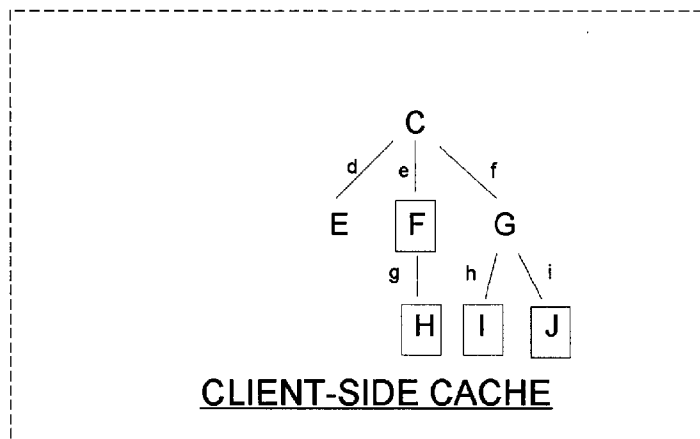 C
d e f
E F G
g h i
H I J
CLIENT-SIDE CACHE